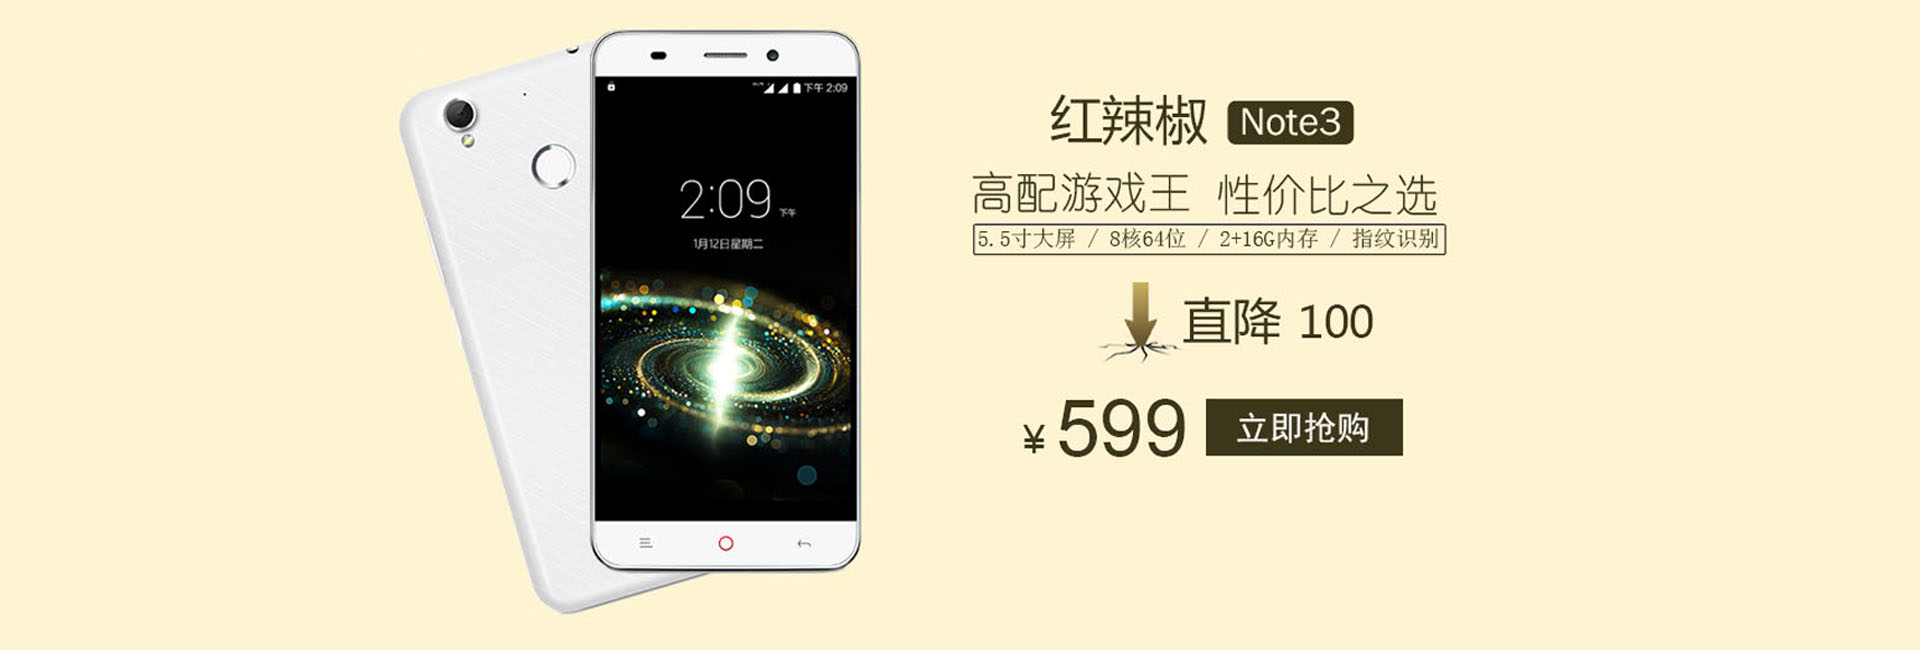 下午 2:09
2:09 下午
1月12日星期二
红辣椒 Note3
高配游戏王 性价比之选
5.5寸大屏 / 8核64位 / 2+16G内存 / 指纹识别
直降 100
¥ 599 立即抢购